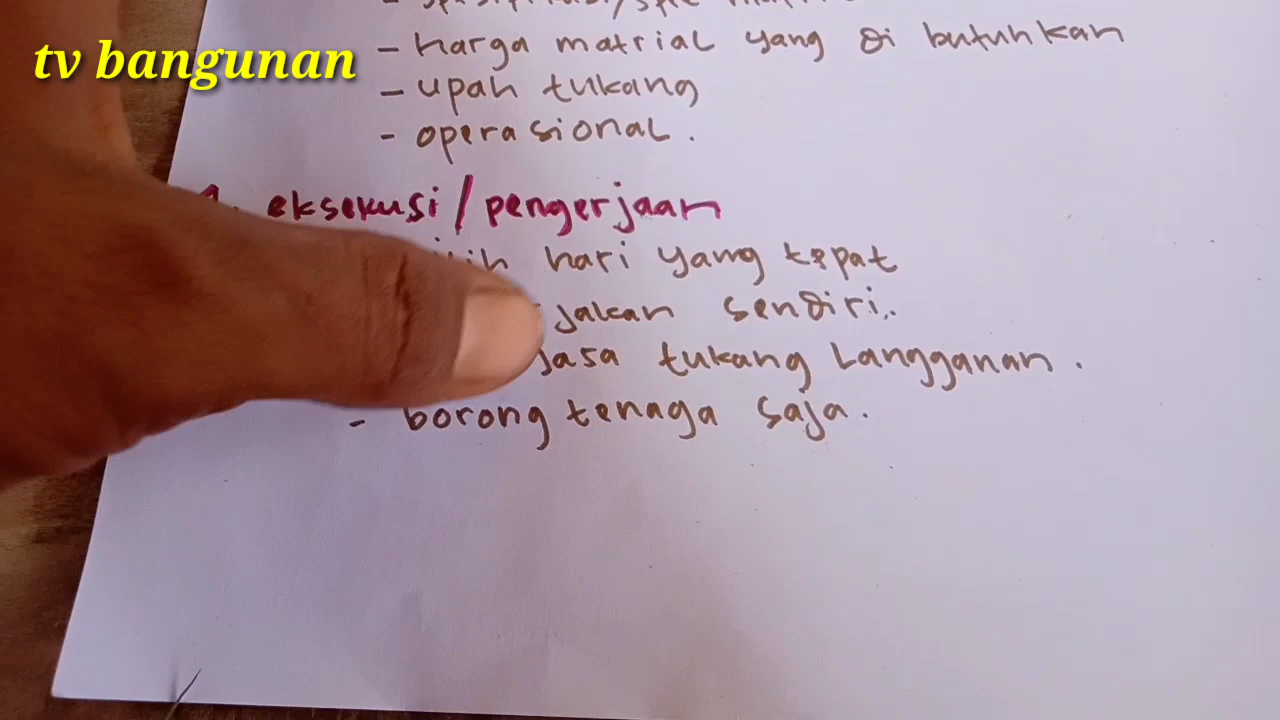 tv bangunan
- harga matrial yang di butuhkan
- upah tukang
- operasional.
eksekusi/pengerjaan
hari yang tepat
sendiri.
jasa tukang Langganan.
- borong tenaga saja.